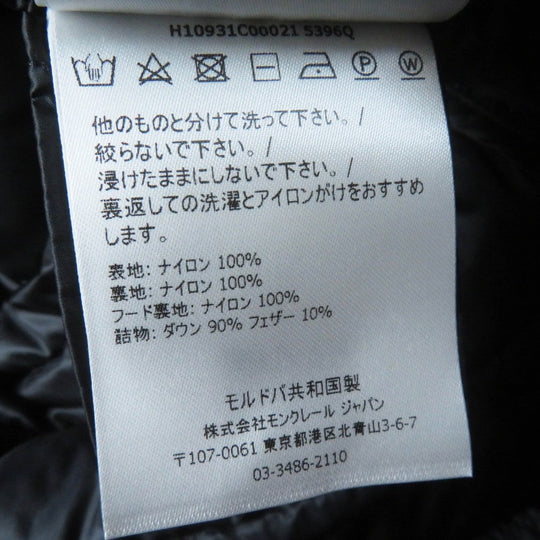 H10931C00021 5396Q
P W
他のものと分けて洗って下さい。/
絞らないで下さい。/
浸けたままにしないで下さい。/
裏返しての洗濯とアイロンがけをおすすめ
します。
表地: ナイロン 100%
裏地: ナイロン 100%
フード裏地: ナイロン 100%
詰物: ダウン 90% フェザー 10%
モルドバ共和国製
株式会社モンクレール ジャパン
〒107-0061 東京都港区北青山3-6-7
03-3486-2110